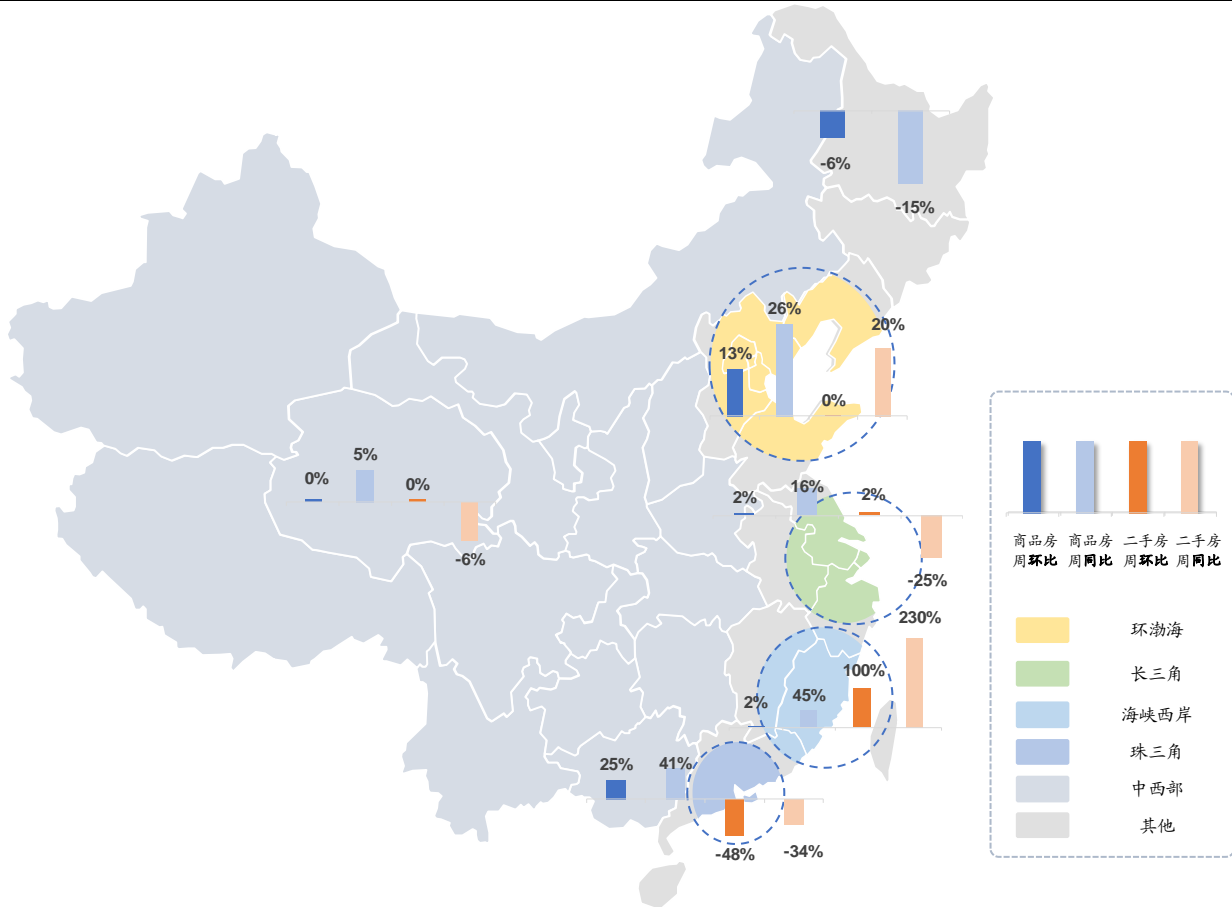 -6%
-15%
26%
20%
13%
0%
5%
0%
0%
-6%
2%
16%
2%
-25%
230%
2%
45%
100%
25%
41%
-48%
-34%
商品房 商品房 二手房 二手房
周环比 周同比 周环比 周同比
环渤海
长三角
海峡西岸
珠三角
中西部
其他